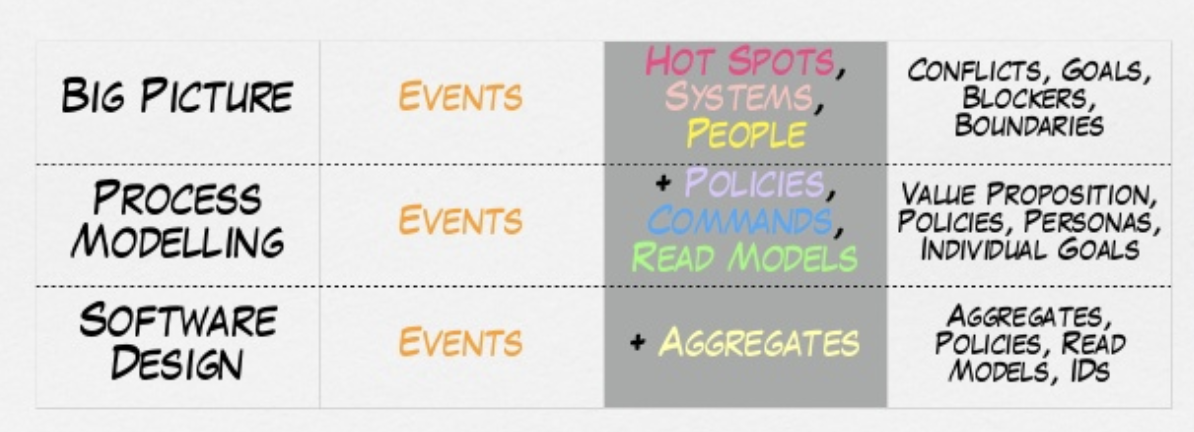 BIG PICTURE
EVENTS
HOT SPOTS,
SYSTEMS,
PEOPLE
CONFLICTS, GOALS,
BLOCKERS,
BOUNDARIES
PROCESS
MODELLING
EVENTS
+ POLICIES,
COMMANDS,
READ MODELS
VALUE PROPOSITION,
POLICIES, PERSONAS,
INDIVIDUAL GOALS
SOFTWARE
DESIGN
EVENTS
+ AGGREGATES
AGGREGATES,
POLICIES, READ
MODELS, IDS